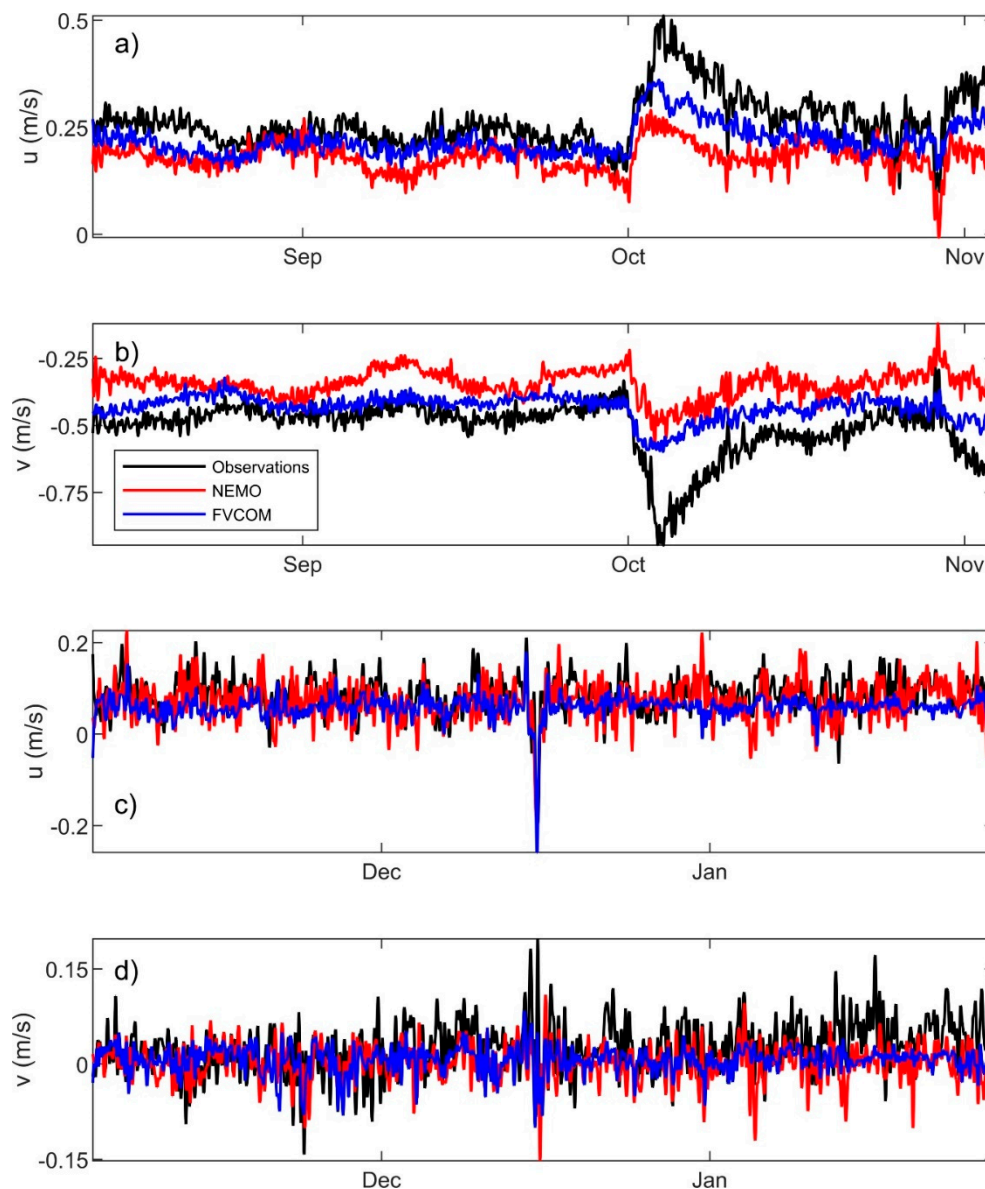 a)
u (m/s)
0.5
0.25
0
Sep Oct Nov
b)
v (m/s)
-0.25
-0.5
-0.75
Observations
NEMO
FVCOM
Sep Oct Nov
c)
u (m/s)
0.2
0
-0.2
Dec Jan
d)
v (m/s)
0.15
0
-0.15
Dec Jan